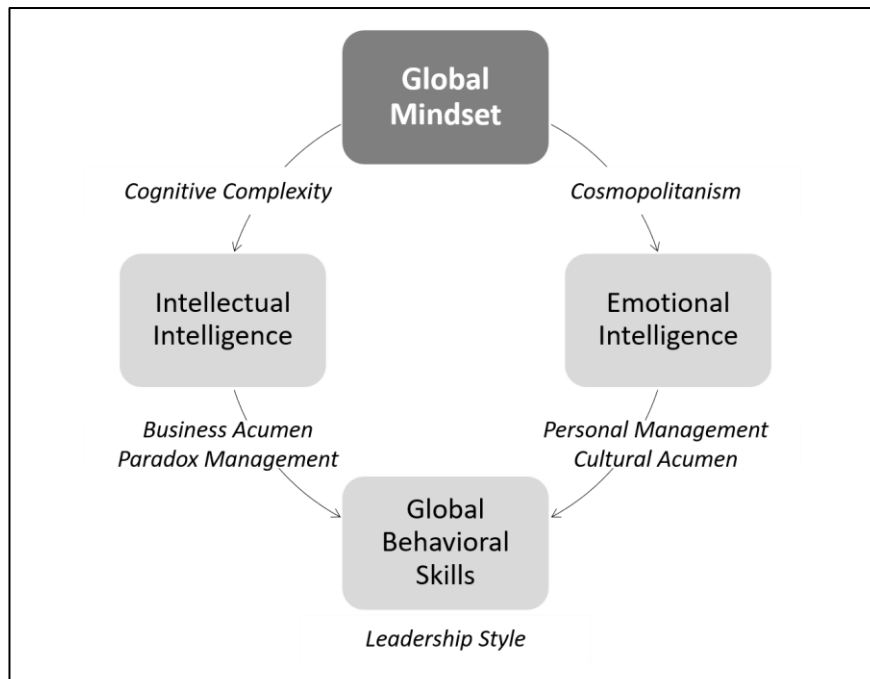 Global
Mindset
Cognitive Complexity
Cosmopolitanism
Intellectual
Intelligence
Emotional
Intelligence
Business Acumen
Paradox Management
Personal Management
Cultural Acumen
Global
Behavioral
Skills
Leadership Style